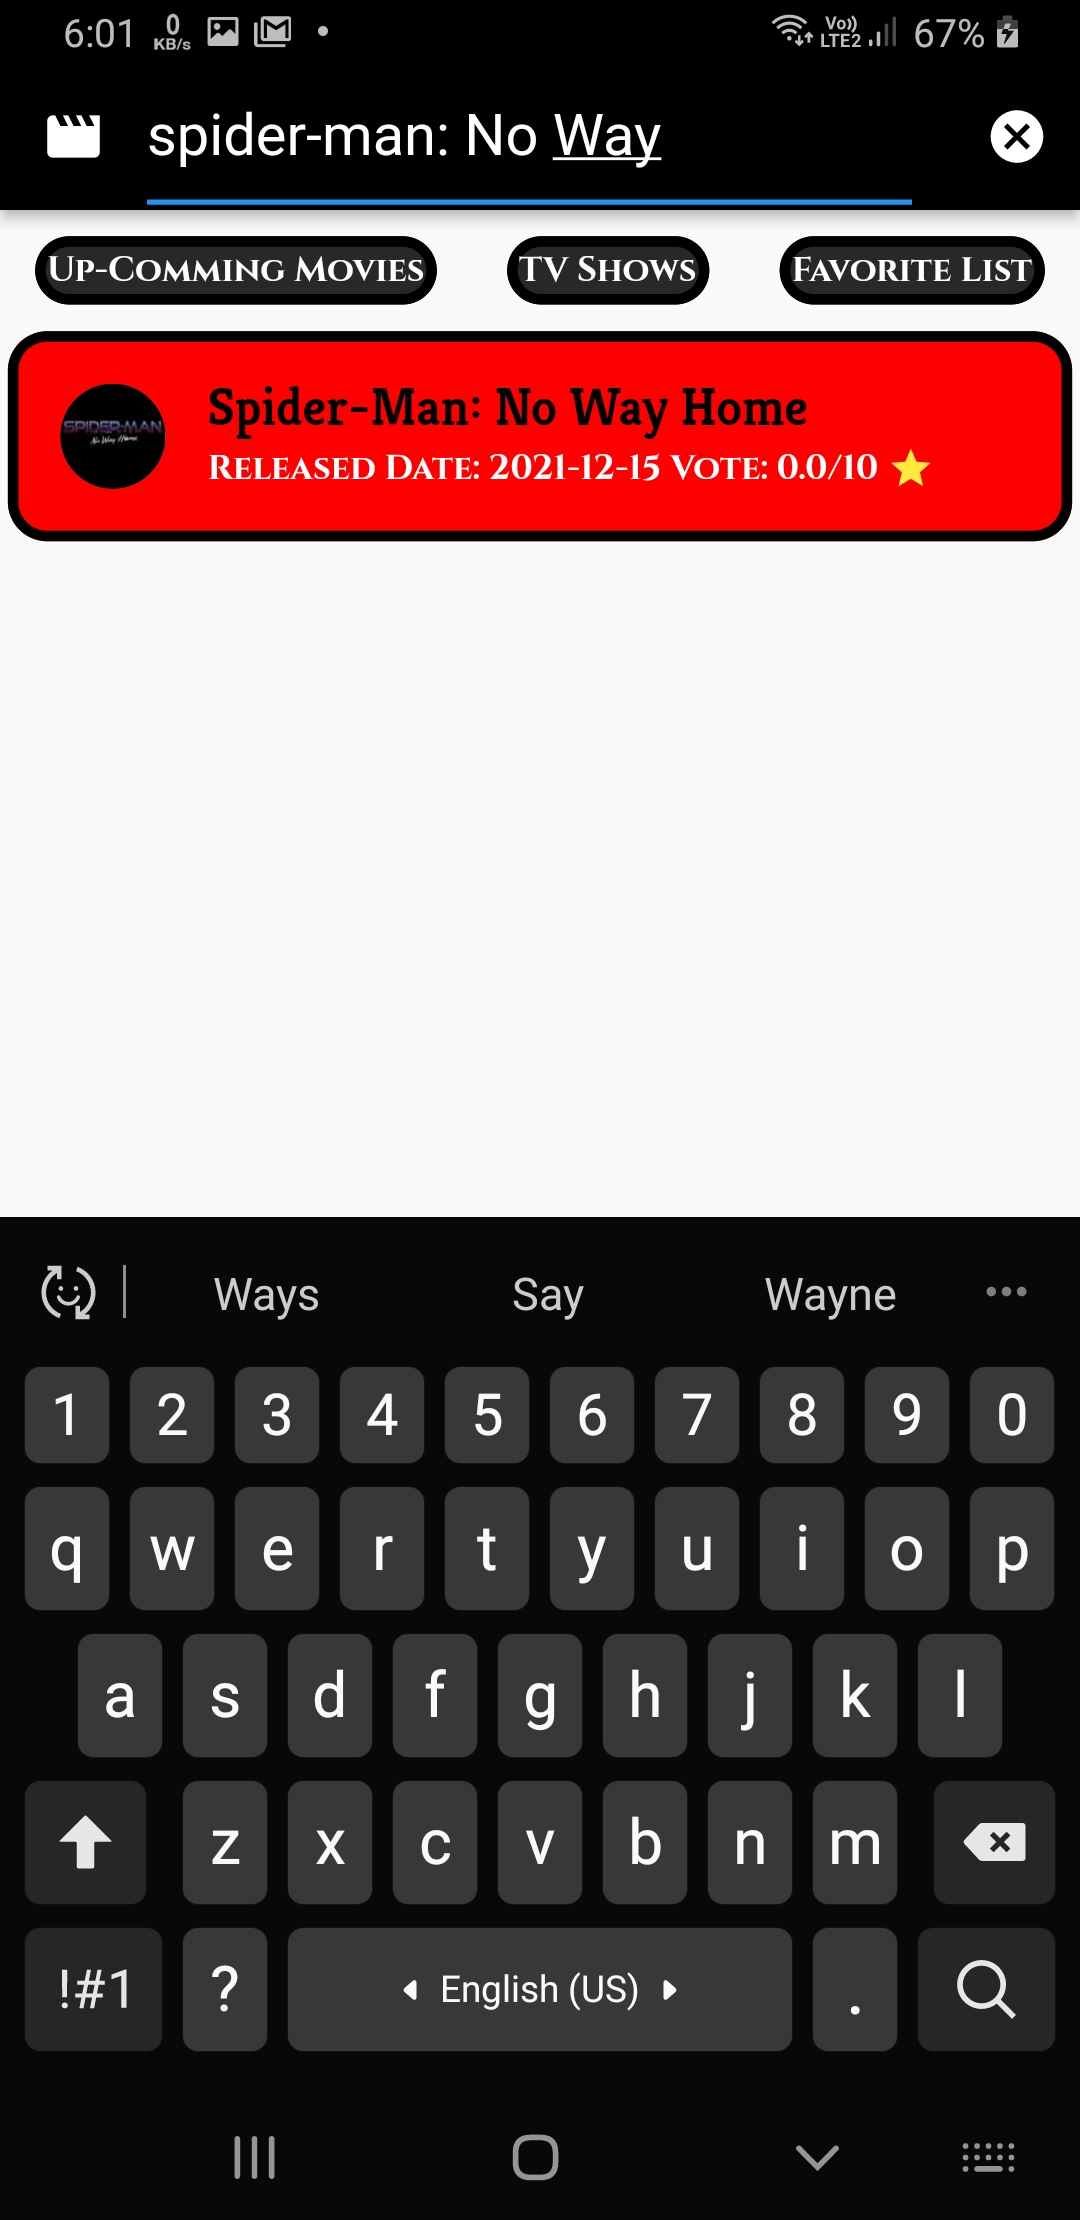 6:01 0 KB/s Vo)) LTE2 67%
spider-man: No Way
Up-Comming Movies TV Shows Favorite List
SPIDER-MAN
No Way Home
Spider-Man: No Way Home
Released Date: 2021-12-15 Vote: 0.0/10
Ways Say Wayne
1 2 3 4 5 6 7 8 9 0
q w e r t y u i o p
a s d f g h j k l
z x c v b n m
!#1 ? English (US) .